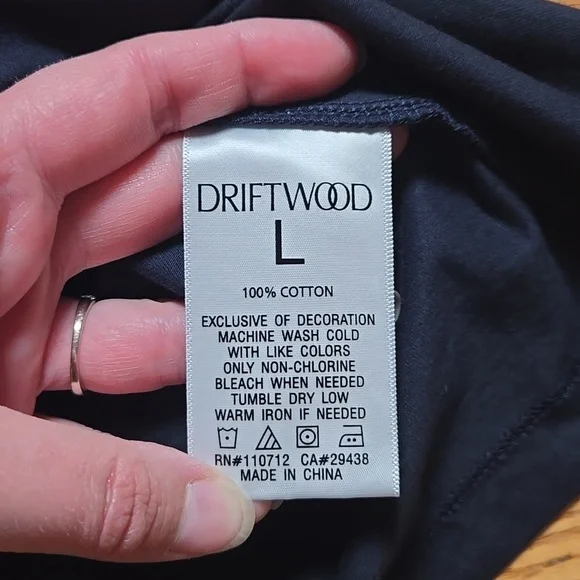 DRIFTWOOD
L
100% COTTON
EXCLUSIVE OF DECORATION
MACHINE WASH COLD
WITH LIKE COLORS
ONLY NON-CHLORINE
BLEACH WHEN NEEDED
TUMBLE DRY LOW
WARM IRON IF NEEDED
RN#110712 CA#29438
MADE IN CHINA